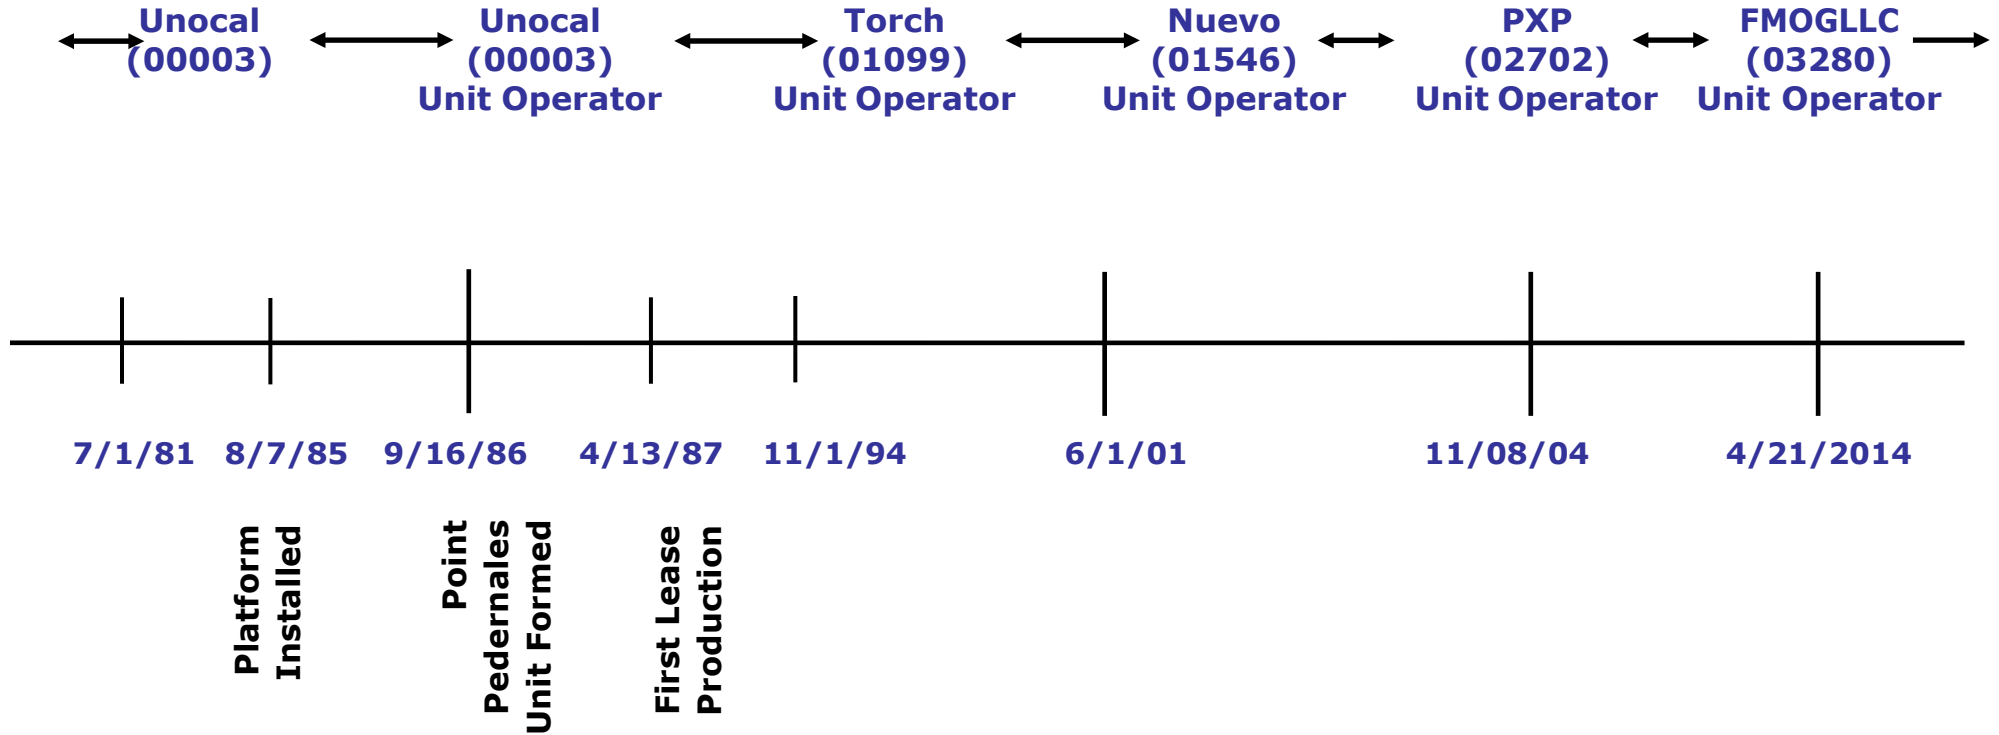 Unocal
(00003)
Unocal
(00003)
Unit Operator
Torch
(01099)
Unit Operator
Nuevo
(01546)
Unit Operator
PXP
(02702)
Unit Operator
FMOGLLC
(03280)
Unit Operator
7/1/81
8/7/85
9/16/86
4/13/87
11/1/94
6/1/01
11/08/04
4/21/2014
Platform
Installed
Point
Pedernales
Unit Formed
First Lease
Production